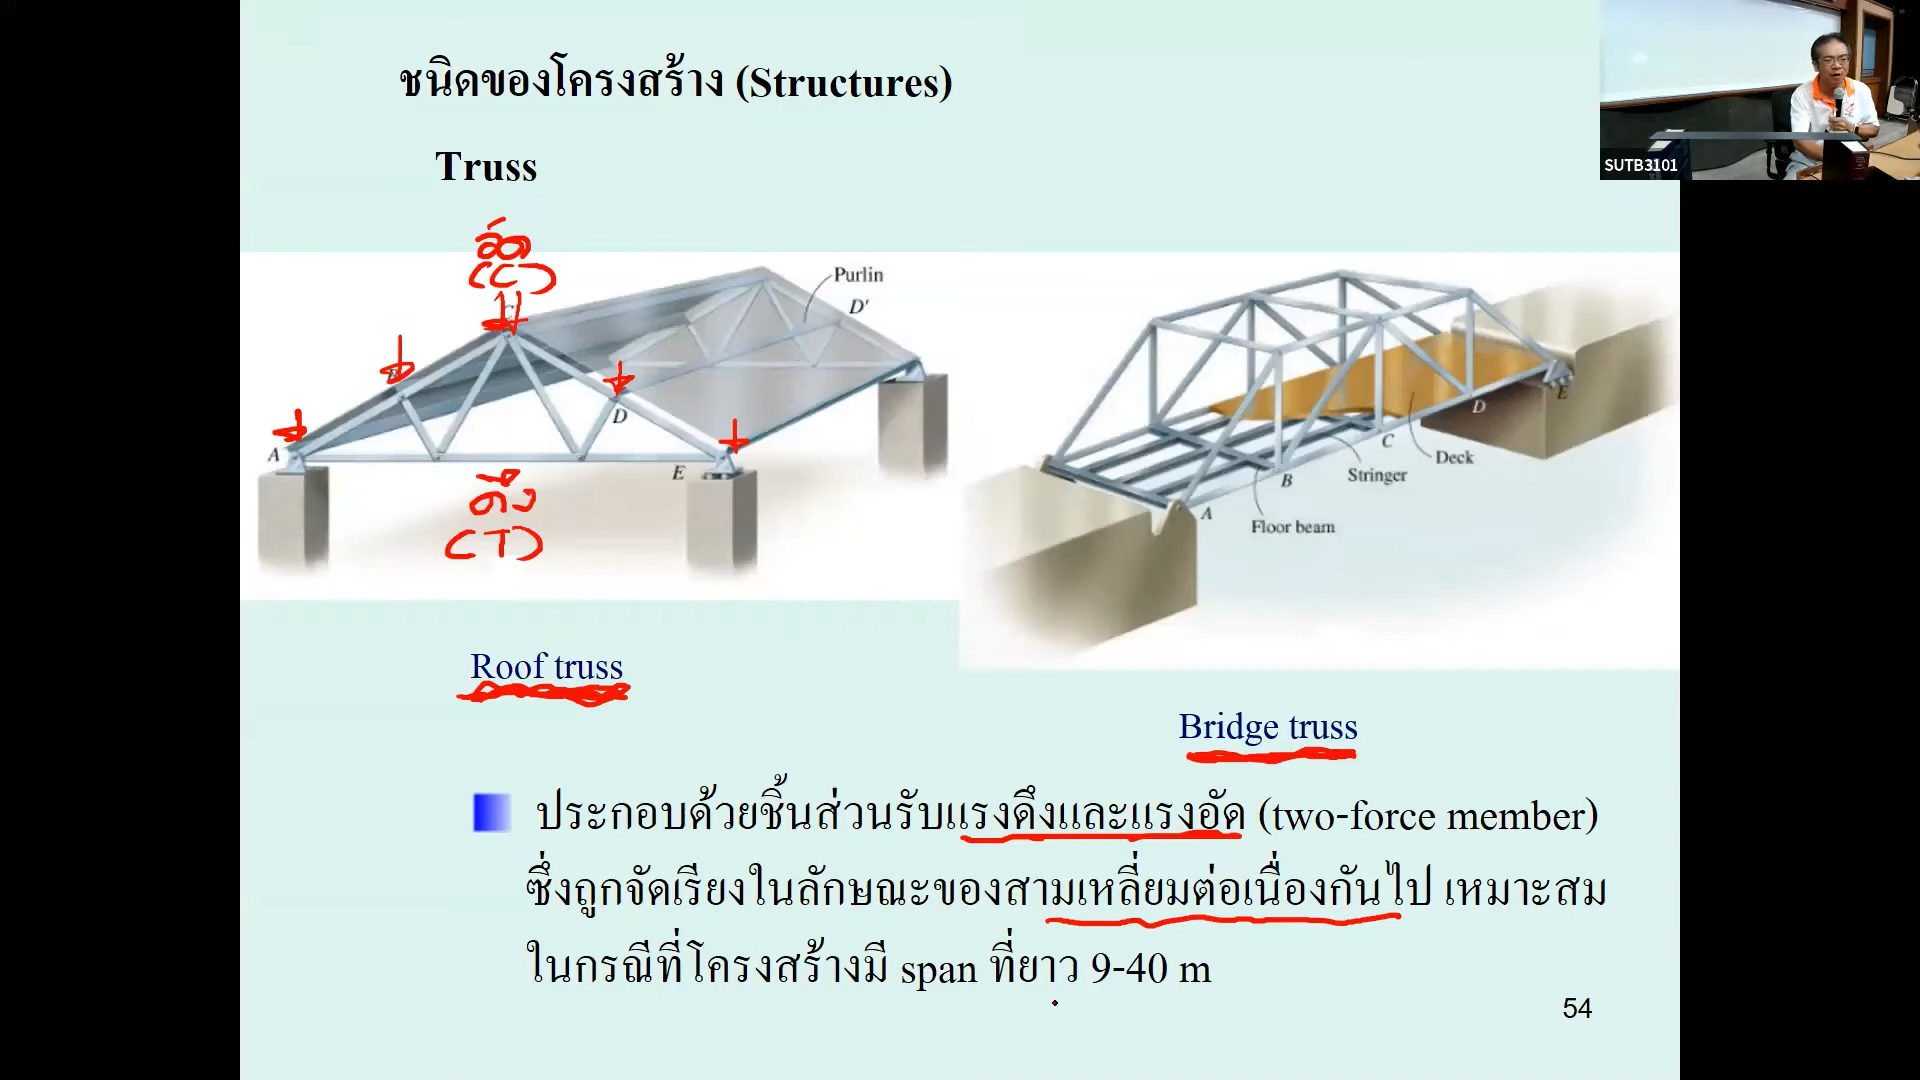 ชนิดของโครงสร้าง (Structures)
SUTB3101
Truss
อัด
(C)
C
Purlin
D'
B
D
A
E
ดึง
(T)
E
D
C
Deck
Stringer
B
A
Floor beam
Roof truss
Bridge truss
ประกอบด้วยชิ้นส่วนรับแรงดึงและแรงอัด (two-force member)
ซึ่งถูกจัดเรียงในลักษณะของสามเหลี่ยมต่อเนื่องกันไป เหมาะสม
ในกรณีที่โครงสร้างมี span ที่ยาว 9-40 m
54